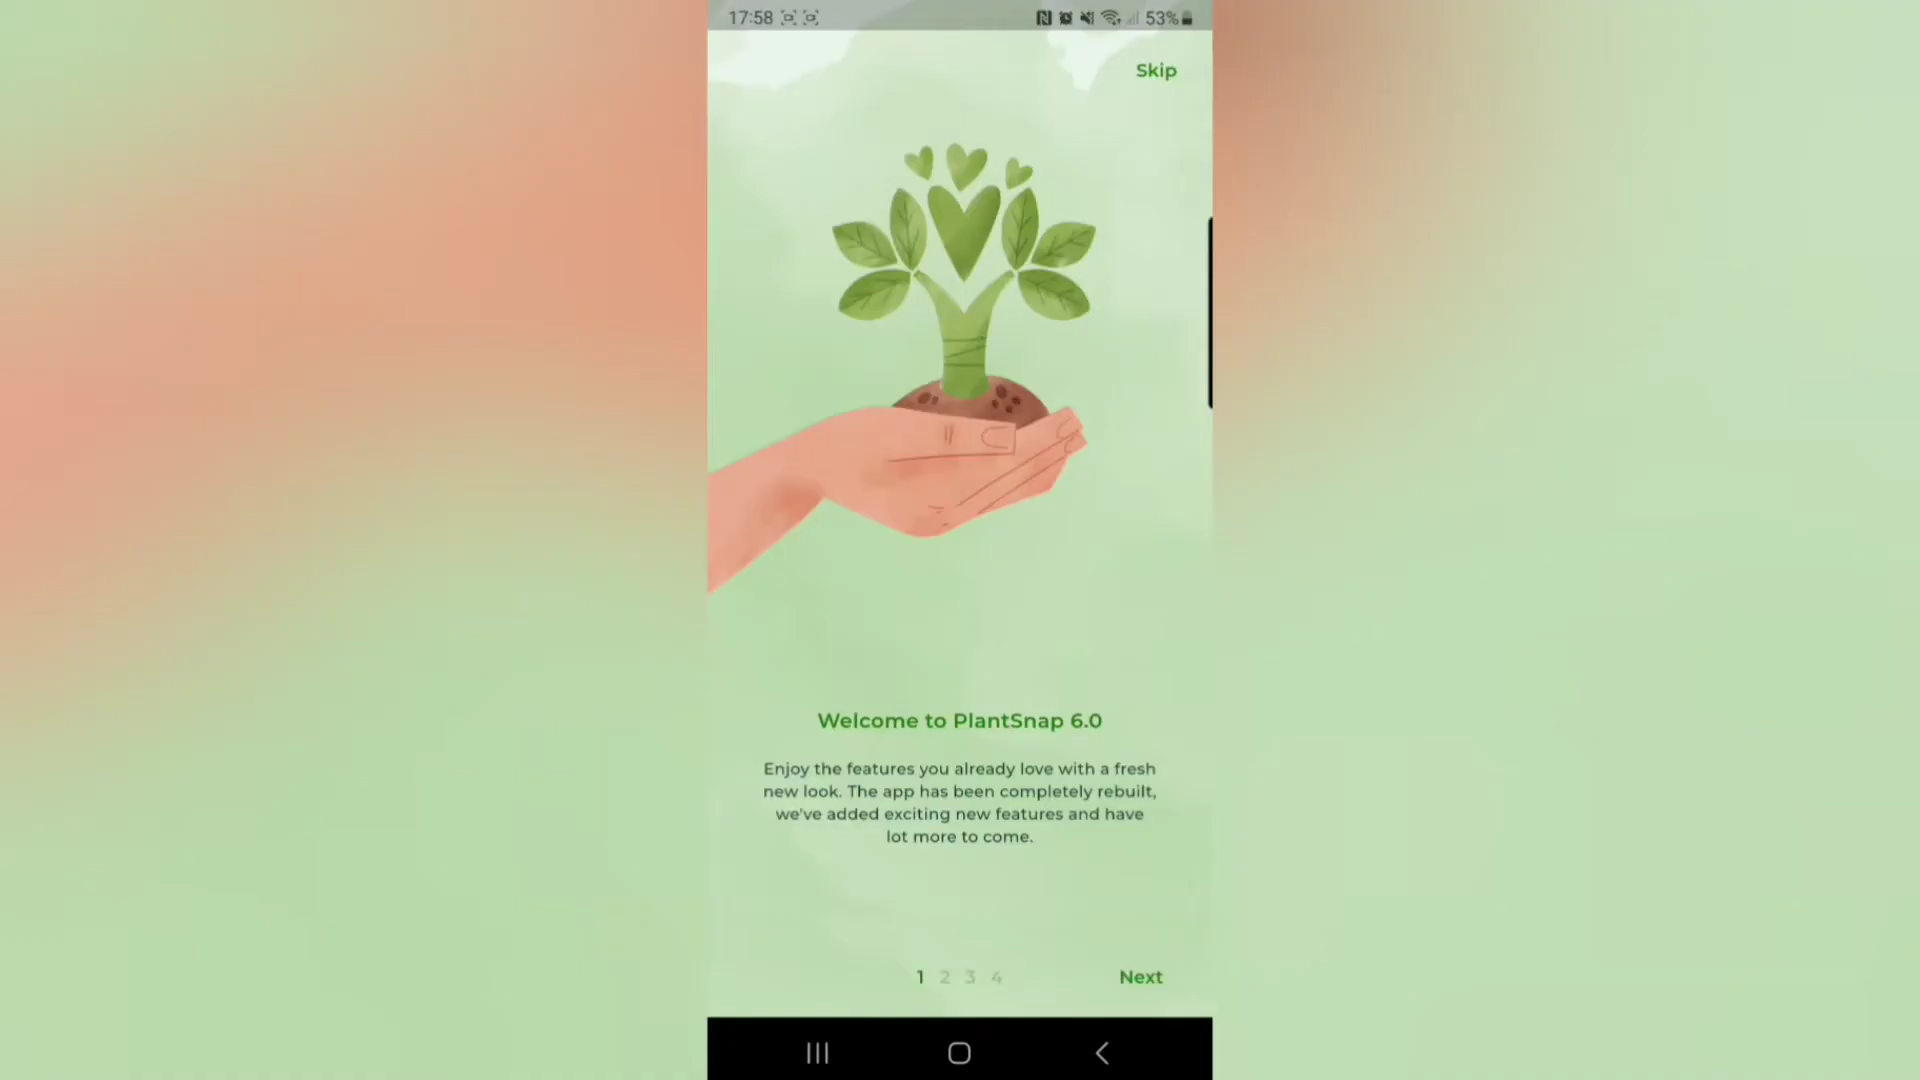 17:58 53%
Skip
Welcome to PlantSnap 6.0
Enjoy the features you already love with a fresh
new look. The app has been completely rebuilt,
we've added exciting new features and have
lot more to come.
1 2 3 4 Next